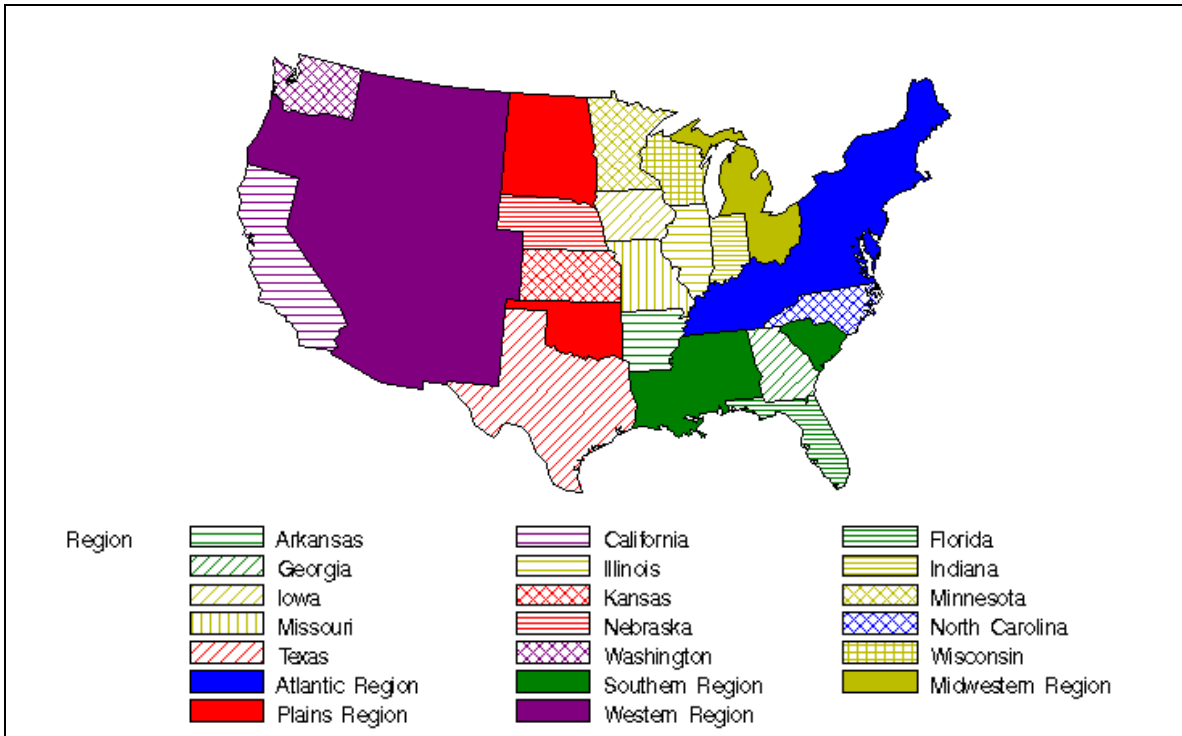 Region Arkansas California Florida
Georgia Illinois Indiana
Iowa Kansas Minnesota
Missouri Nebraska North Carolina
Texas Washington Wisconsin
Atlantic Region Southern Region Midwestern Region
Plains Region Western Region